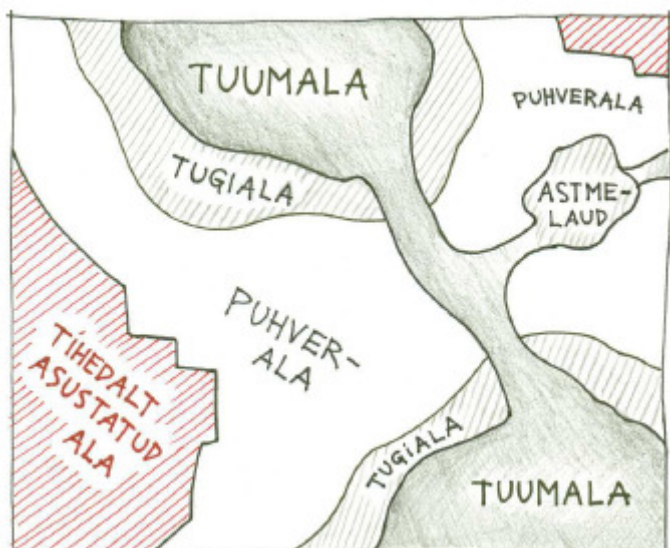 TUUMALA
PUHVERALA
TUGIALA
ASTME-
LAUD
PUHVER-
ALA
TIHEDALT
ASUSTATUD
ALA
TUGIALA
TUUMALA